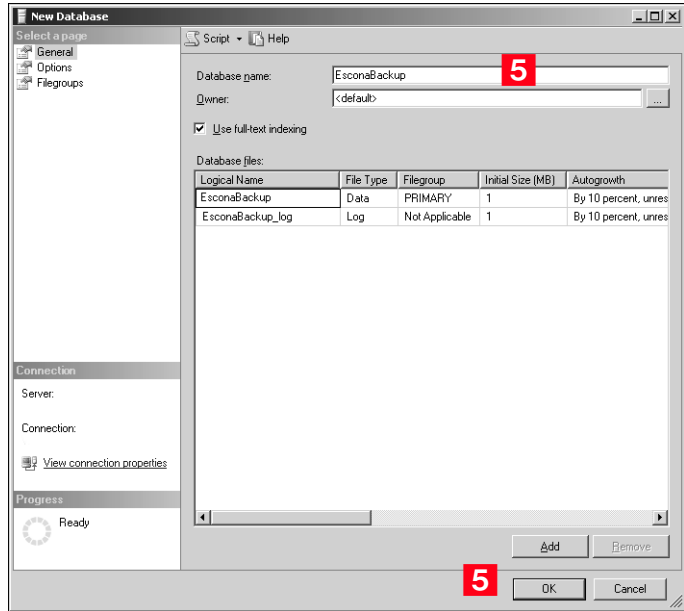 New Database
Select a page
General
Options
Filegroups
Script
Help
Database name:
EsconaBackup
5
Owner:
<default>
...
Use full-text indexing
Database files:
Logical Name File Type Filegroup Initial Size (MB) Autogrowth
EsconaBackup Data PRIMARY 1 By 10 percent, unres
EsconaBackup_log Log Not Applicable 1 By 10 percent, unres
Connection
Server:
Connection:
View connection properties
Progress
Ready
Add Remove
5
OK Cancel